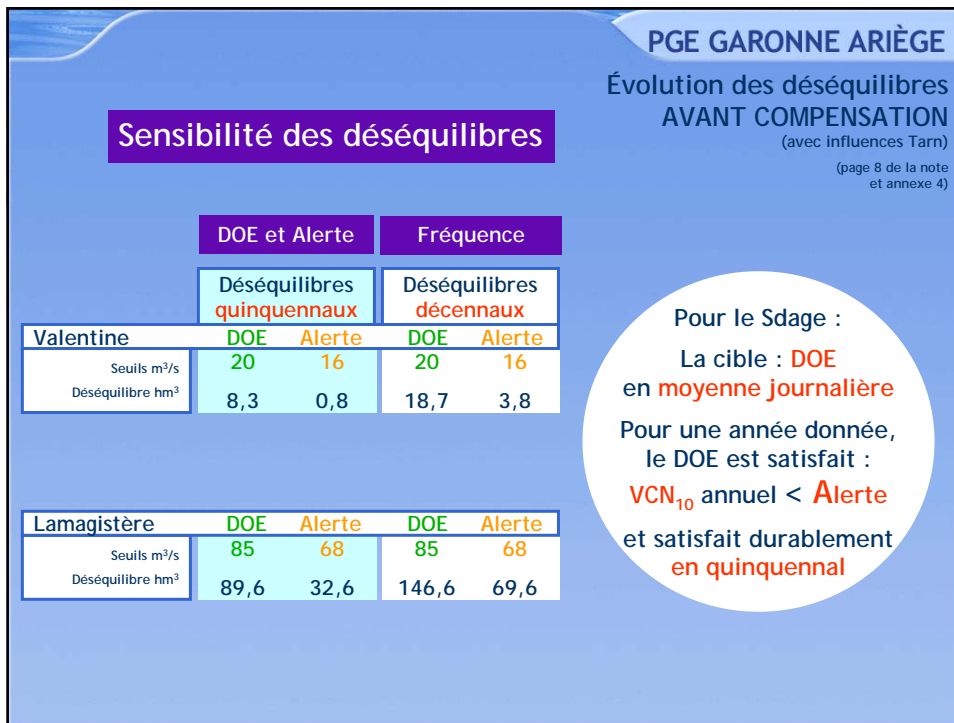 PGE GARONNE ARIÈGE
Évolution des déséquilibres
AVANT COMPENSATION
(avec influences Tarn)
(page 8 de la note
et annexe 4)
Sensibilité des déséquilibres
DOE et Alerte Fréquence
Déséquilibres Déséquilibres
quinquennaux décennaux
Valentine DOE Alerte DOE Alerte
Seuils m³/s 20 16 20 16
Déséquilibre hm³ 8,3 0,8 18,7 3,8
Lamagistère DOE Alerte DOE Alerte
Seuils m³/s 85 68 85 68
Déséquilibre hm³ 89,6 32,6 146,6 69,6
Pour le Sdage :
La cible : DOE
en moyenne journalière
Pour une année donnée,
le DOE est satisfait :
VCN₁₀ annuel < Alerte
et satisfait durablement
en quinquennal